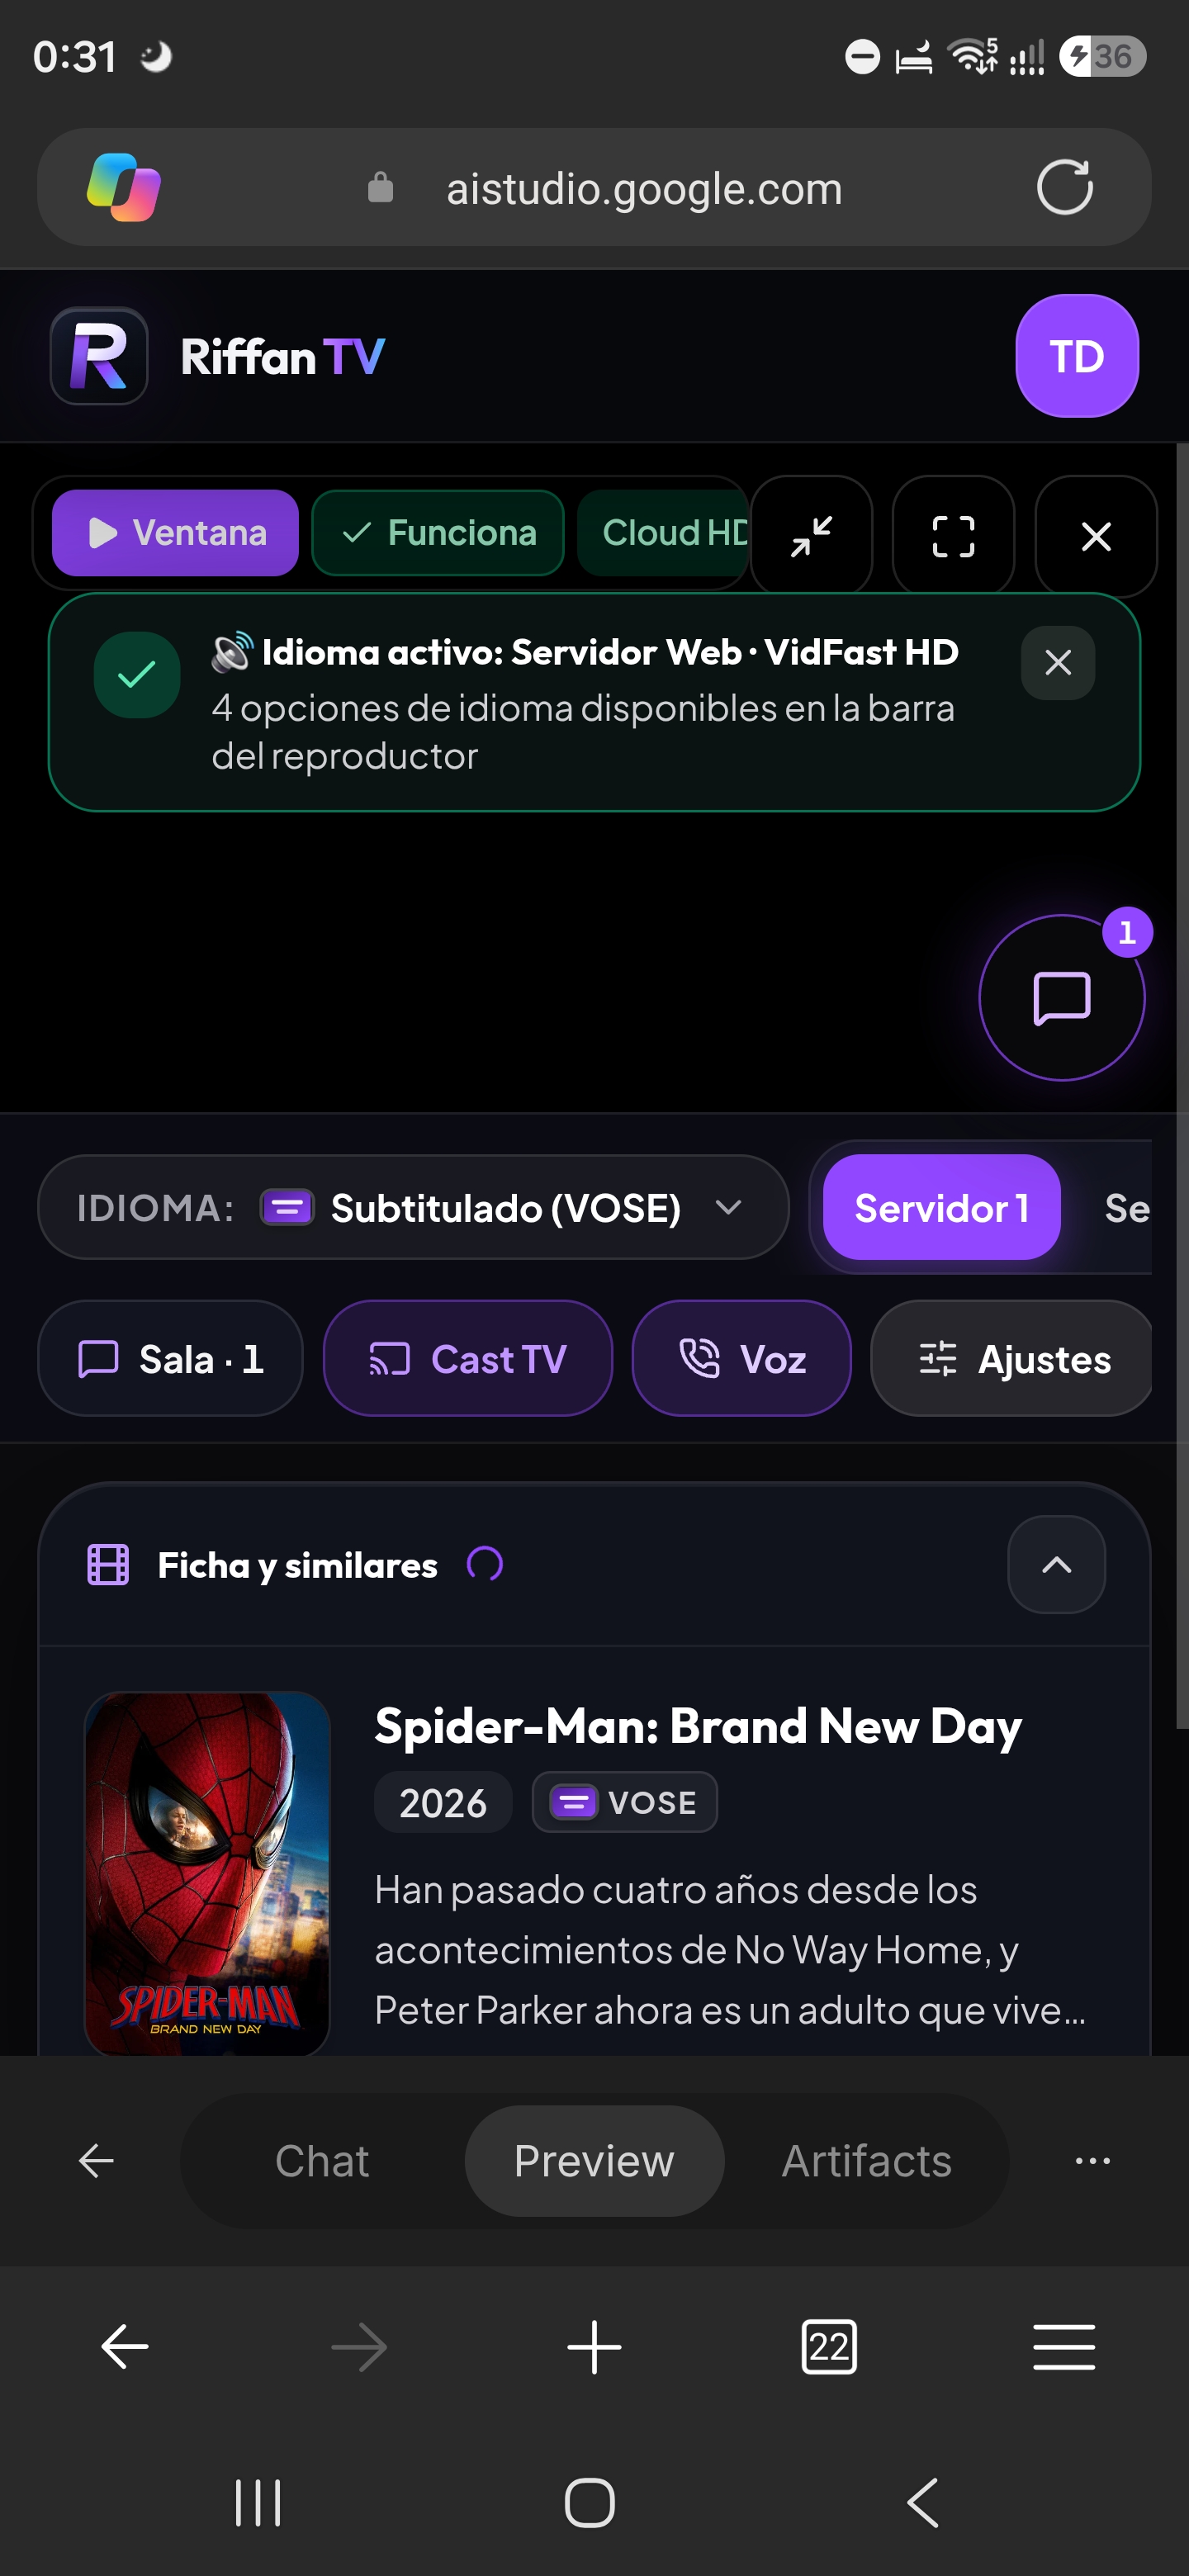 0:31
5
36
aistudio.google.com
Riffan TV
TD
Ventana
Funciona
Cloud HD
🔊 Idioma activo: Servidor Web · VidFast HD
4 opciones de idioma disponibles en la barra
del reproductor
1
IDIOMA:
Subtitulado (VOSE)
Servidor 1
Se
Sala · 1
Cast TV
Voz
Ajustes
Ficha y similares
Spider-Man: Brand New Day
2026
VOSE
Han pasado cuatro años desde los
acontecimientos de No Way Home, y
Peter Parker ahora es un adulto que vive...
SPIDER-MAN
BRAND NEW DAY
Chat
Preview
Artifacts
22